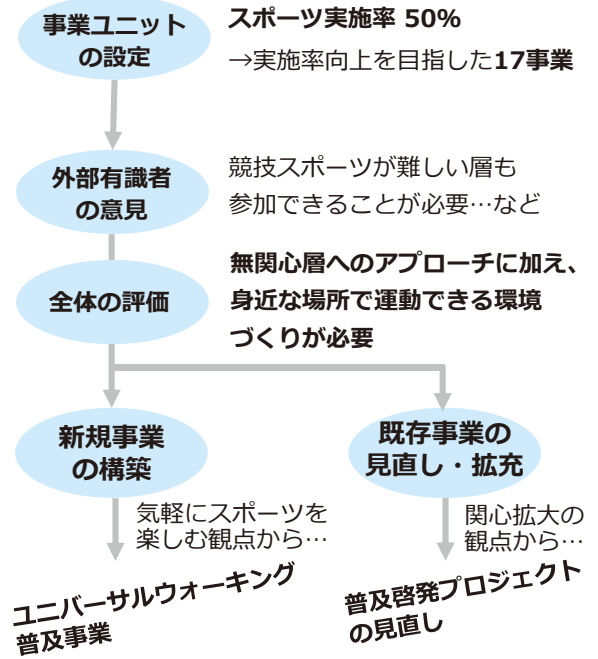 事業ユニット
の設定
スポーツ実施率 50%
→実施率向上を目指した17事業
外部有識者
の意見
競技スポーツが難しい層も
参加できることが必要…など
全体の評価
無関心層へのアプローチに加え、
身近な場所で運動できる環境
づくりが必要
新規事業
の構築
既存事業の
見直し・拡充
気軽にスポーツを
楽しむ観点から…
関心拡大の
観点から…
ユニバーサルウォーキング
普及事業
普及啓発プロジェクト
の見直し